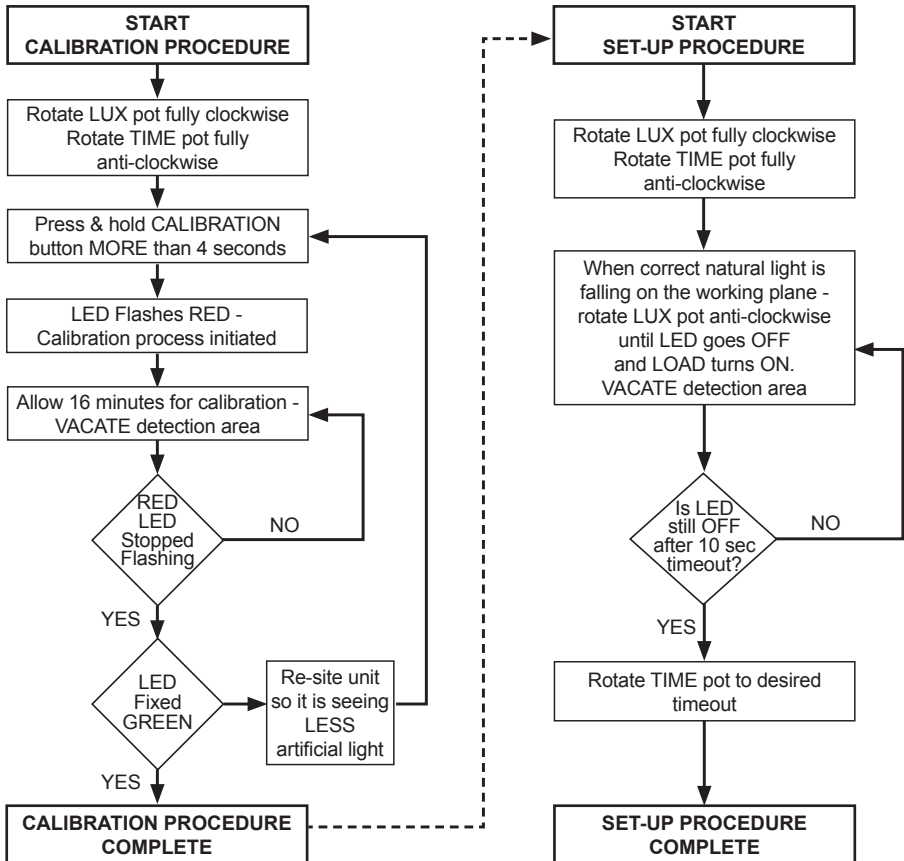 START
CALIBRATION PROCEDURE
Rotate LUX pot fully clockwise
Rotate TIME pot fully
anti-clockwise
Press & hold CALIBRATION
button MORE than 4 seconds
LED Flashes RED -
Calibration process initiated
Allow 16 minutes for calibration -
VACATE detection area
RED
LED
Stopped
Flashing
NO
YES
LED
Fixed
GREEN
Re-site unit
so it is seeing
LESS
artificial light
YES
CALIBRATION PROCEDURE
COMPLETE
START
SET-UP PROCEDURE
Rotate LUX pot fully clockwise
Rotate TIME pot fully
anti-clockwise
When correct natural light is
falling on the working plane -
rotate LUX pot anti-clockwise
until LED goes OFF
and LOAD turns ON.
VACATE detection area
Is LED
still OFF
after 10 sec
timeout?
NO
YES
Rotate TIME pot to desired
timeout
SET-UP PROCEDURE
COMPLETE